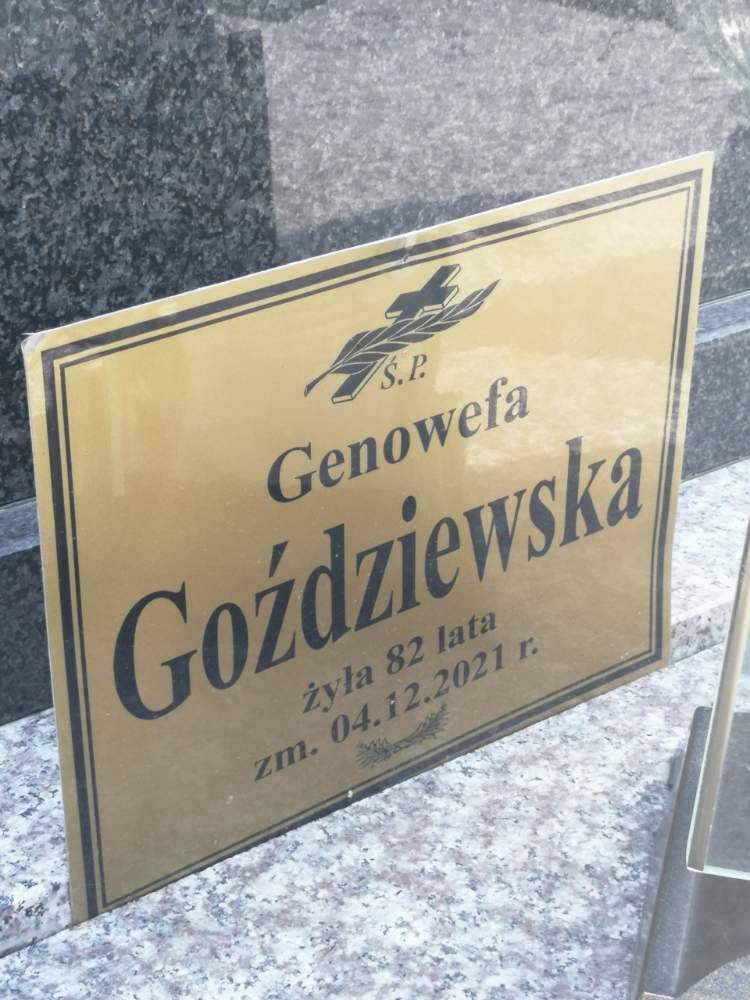 Ś.P.
Genowefa
Goździewska
żyła 82 lata
zm. 04.12.2021 r.